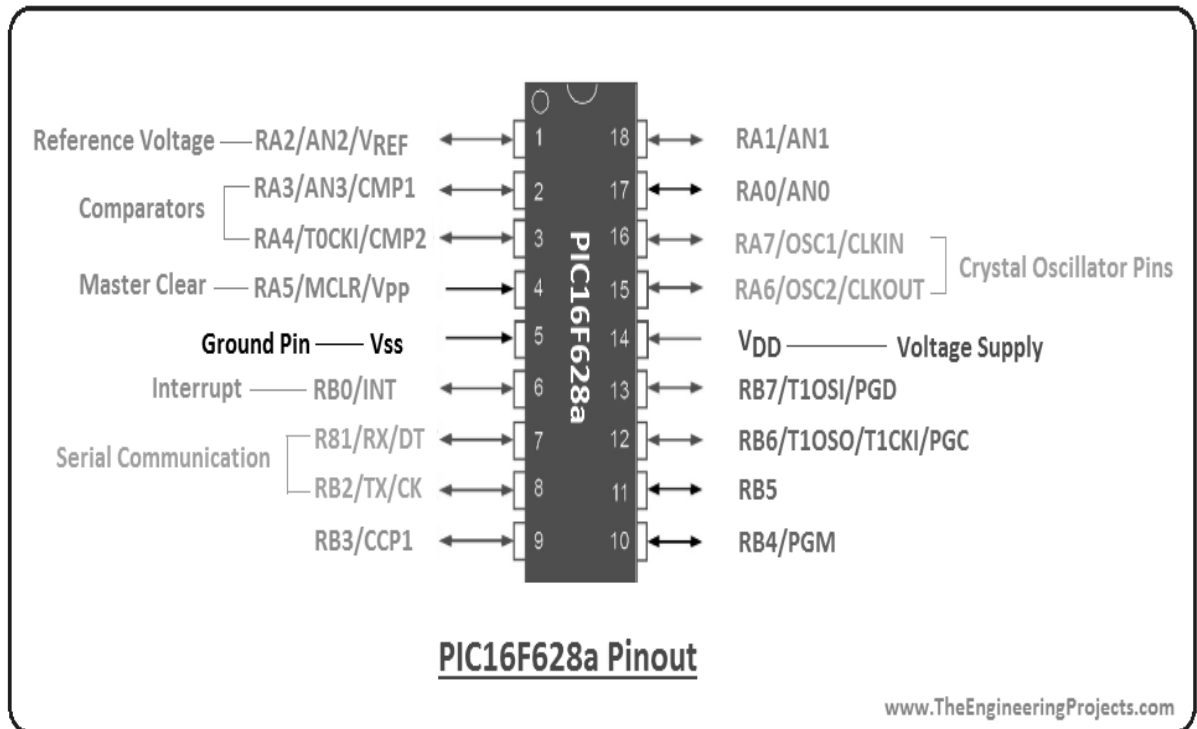 Reference Voltage RA2/AN2/VREF 1 18 RA1/AN1
Comparators
RA3/AN3/CMP1 2 17 RA0/AN0
RA4/T0CKI/CMP2 3 16 RA7/OSC1/CLKIN
Crystal Oscillator Pins
Master Clear RA5/MCLR/Vpp 4 15 RA6/OSC2/CLKOUT
Ground Pin Vss 5 14 VDD Voltage Supply
Interrupt RB0/INT 6 13 RB7/T1OSI/PGD
Serial Communication
R81/RX/DT 7 12 RB6/T1OSO/T1CKI/PGC
RB2/TX/CK 8 11 RB5
RB3/CCP1 9 10 RB4/PGM
PIC16F628a
PIC16F628a Pinout
www.TheEngineeringProjects.com